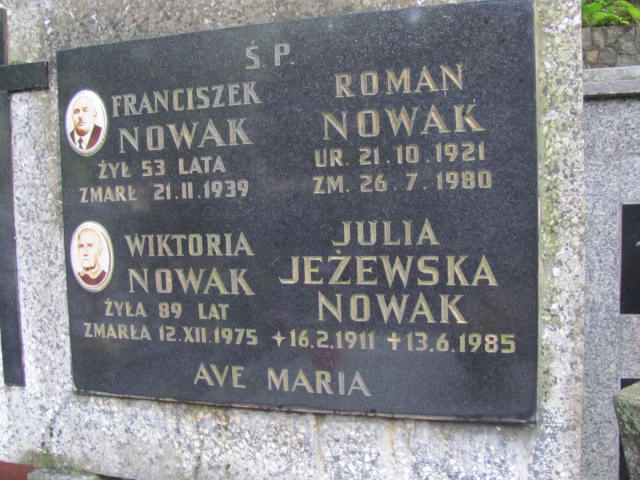 Ś. P.
FRANCISZEK
NOWAK
ŻYŁ 53 LATA
ZMARŁ 21.II.1939
ROMAN
NOWAK
UR. 21.10.1921
ZM. 26.7.1980
WIKTORIA
NOWAK
ŻYŁA 89 LAT
ZMARŁA 12.XII.1975
JULIA
JEŻEWSKA
NOWAK
+16.2.1911 +13.6.1985
AVE MARIA